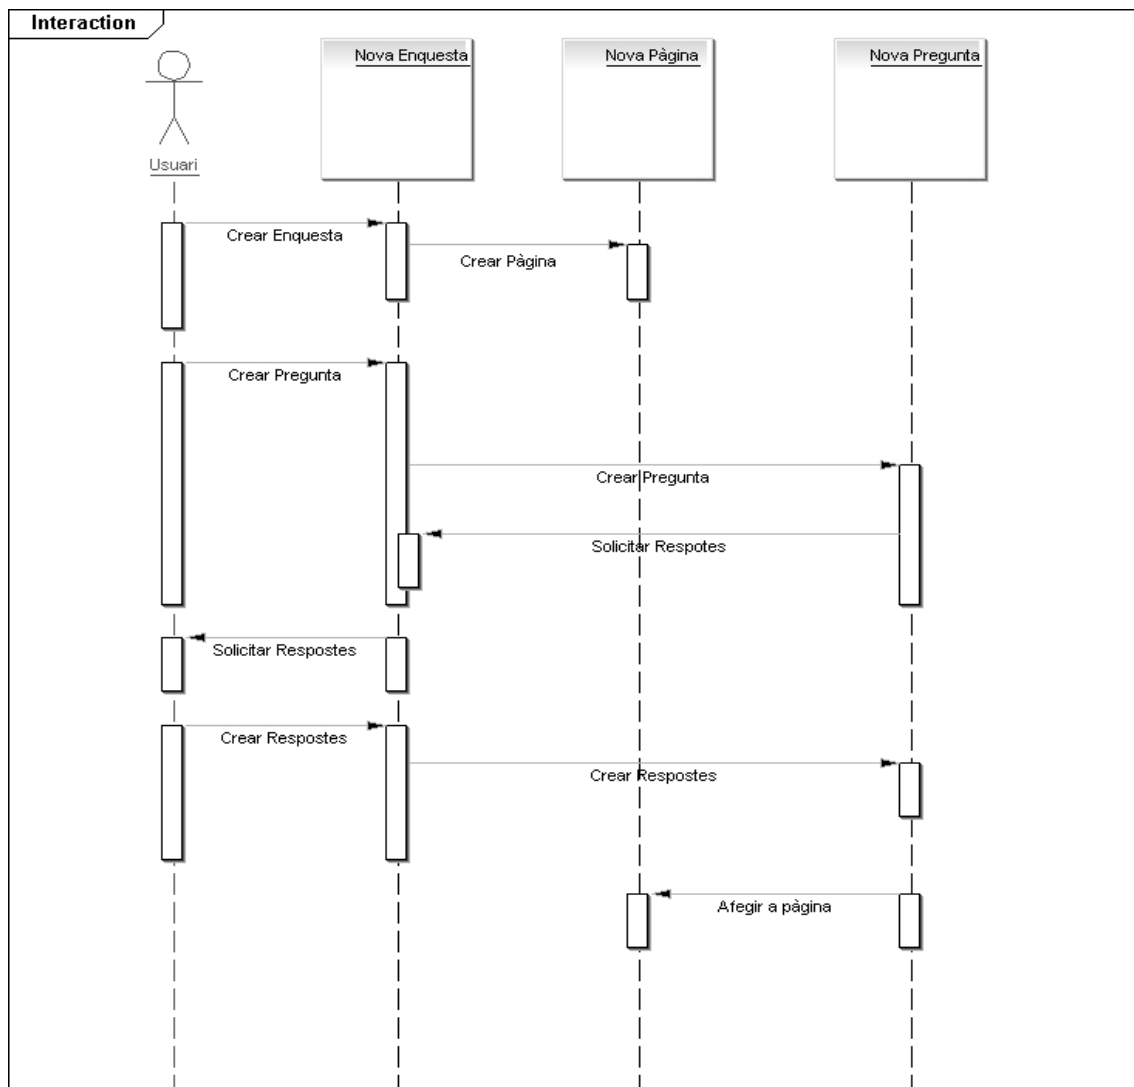 Interaction
Nova Enquesta
Nova Pàgina
Nova Pregunta
Usuari
Crear Enquesta
Crear Pàgina
Crear Pregunta
Crear Pregunta
Solicitar Respotes
Solicitar Respostes
Crear Respostes
Crear Respostes
Afegir a pàgina